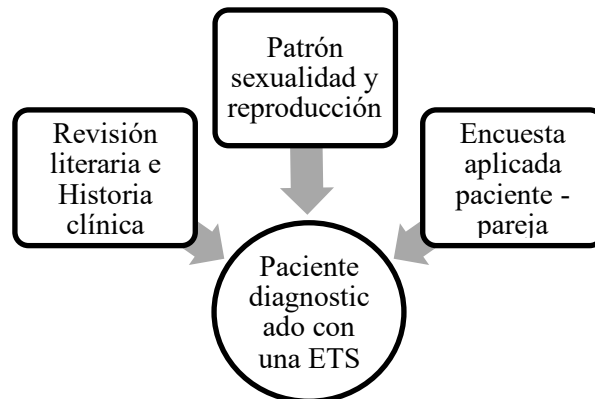 Patrón
sexualidad y
reproducción
Revisión
literaria e
Historia
clínica
Encuesta
aplicada
paciente -
pareja
Paciente
diagnostic
ado con
una ETS